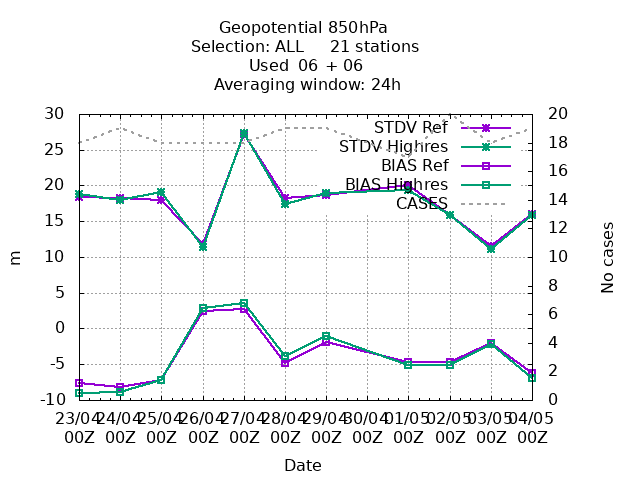 Geopotential 850hPa
Selection: ALL 21 stations
Used 06 + 06
Averaging window: 24h
30 20
25 18
20 16
15 14
10 12
5 10
0 8
-5 6
-10 4
2
0
STDV Ref
STDV Highres
BIAS Ref
BIAS Highres
CASES
m
No cases
23/04 24/04 25/04 26/04 27/04 28/04 29/04 30/04 01/05 02/05 03/05 04/05
00Z 00Z 00Z 00Z 00Z 00Z 00Z 00Z 00Z 00Z 00Z 00Z
Date